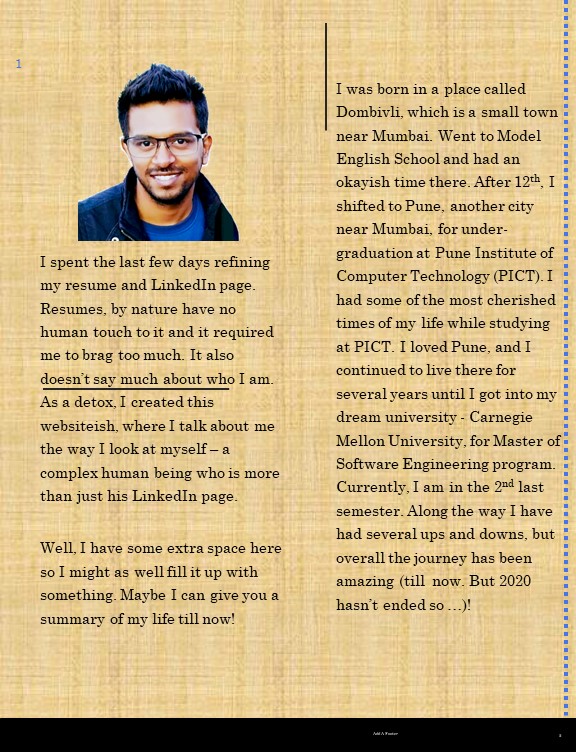 1
I spent the last few days refining
my resume and LinkedIn page.
Resumes, by nature have no
human touch to it and it required
me to brag too much. It also
doesn't say much about who I am.
As a detox, I created this
websiteish, where I talk about me
the way I look at myself – a
complex human being who is more
than just his LinkedIn page.
Well, I have some extra space here
so I might as well fill it up with
something. Maybe I can give you a
summary of my life till now!
I was born in a place called
Dombivli, which is a small town
near Mumbai. Went to Model
English School and had an
okayish time there. After 12th, I
shifted to Pune, another city
near Mumbai, for under-
graduation at Pune Institute of
Computer Technology (PICT). I
had some of the most cherished
times of my life while studying
at PICT. I loved Pune, and I
continued to live there for
several years until I got into my
dream university - Carnegie
Mellon University, for Master of
Software Engineering program.
Currently, I am in the 2nd last
semester. Along the way I have
had several ups and downs, but
overall the journey has been
amazing (till now. But 2020
hasn't ended so …)!
Add A Footer